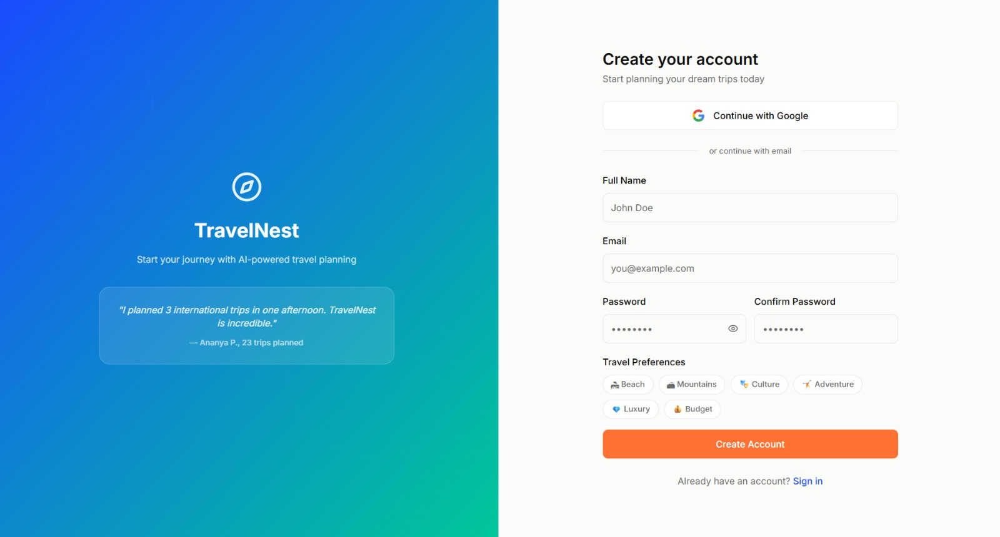 TravelNest
Start your journey with AI-powered travel planning
"I planned 3 international trips in one afternoon. TravelNest
is incredible."
— Ananya P., 23 trips planned
Create your account
Start planning your dream trips today
Continue with Google
or continue with email
Full Name
John Doe
Email
you@example.com
Password Confirm Password
•••••••• ••••••••
Travel Preferences
🏖 Beach 🏔 Mountains 🎭 Culture 🤸 Adventure
💎 Luxury 💰 Budget
Create Account
Already have an account? Sign in